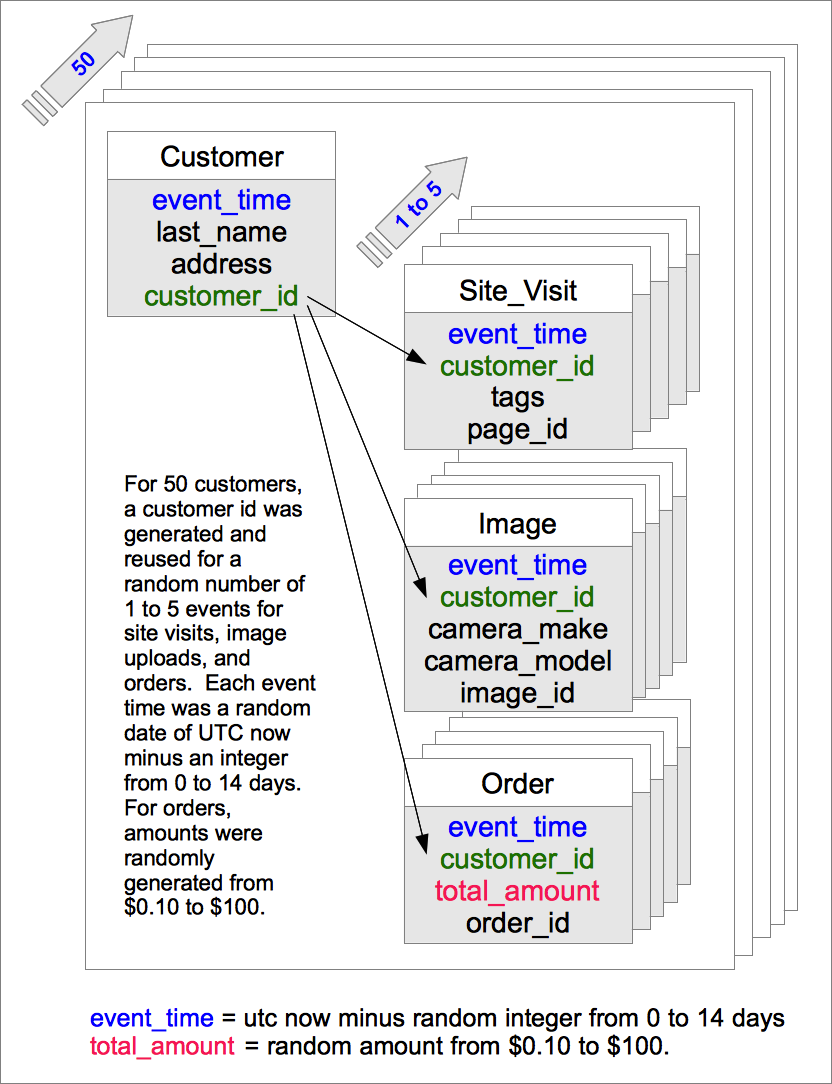 50
Customer
event_time
last_name
address
customer_id
1 to 5
Site_Visit
event_time
customer_id
tags
page_id
Image
event_time
customer_id
camera_make
camera_model
image_id
Order
event_time
customer_id
total_amount
order_id
For 50 customers,
a customer id was
generated and
reused for a
random number of
1 to 5 events for
site visits, image
uploads, and
orders. Each event
time was a random
date of UTC now
minus an integer
from 0 to 14 days.
For orders,
amounts were
randomly
generated from
$0.10 to $100.
event_time = utc now minus random integer from 0 to 14 days
total_amount = random amount from $0.10 to $100.